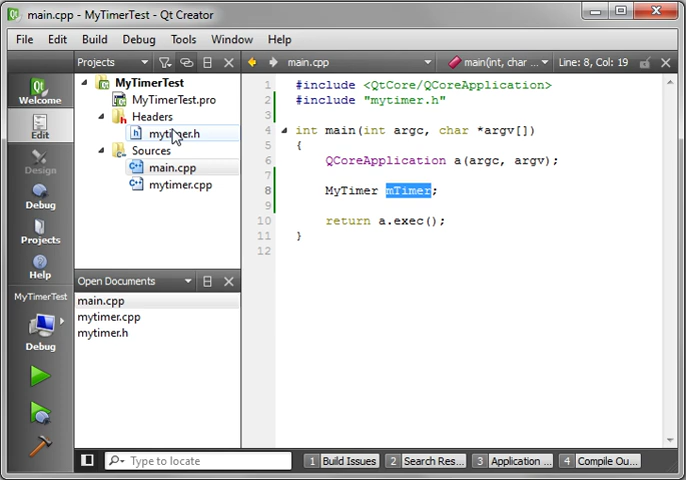 main.cpp - MyTimerTest - Qt Creator
File Edit Build Debug Tools Window Help
Projects
main.cpp
main(int, char ...
Line: 8, Col: 19
Welcome
Edit
Design
Debug
Projects
Help
MyTimerTest
Debug
MyTimerTest
MyTimerTest.pro
Headers
mytimer.h
Sources
main.cpp
mytimer.cpp
Open Documents
main.cpp
mytimer.cpp
mytimer.h
1 #include <QtCore/QCoreApplication>
2 #include "mytimer.h"
3
4 int main(int argc, char *argv[])
5 {
6 QCoreApplication a(argc, argv);
7
8 MyTimer mTimer;
9
10 return a.exec();
11 }
12
Type to locate
1 Build Issues
2 Search Res...
3 Application ...
4 Compile Ou...